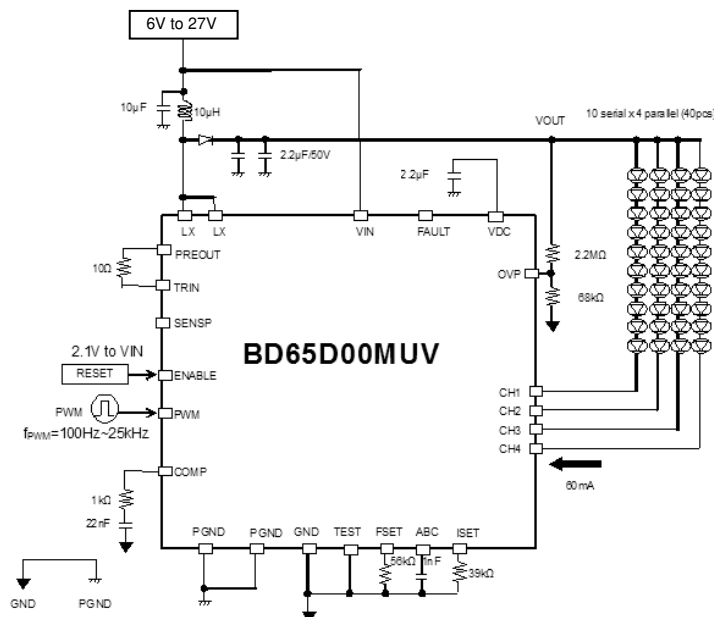 6V to 27V
10µF
10µH
2.2µF/50V
2.2µF
VOUT
10 serial x 4 parallel (40pcs)
LX
LX
VIN
FAULT
VDC
PREOUT
10Ω
TRIN
SENSP
OVP
2.2MΩ
68kΩ
BD65D00MUV
2.1V to VIN
RESET
ENABLE
PWM
PWM
fPWM=100Hz~25kHz
CH1
CH2
CH3
CH4
60mA
COMP
1kΩ
22nF
PGND
PGND
GND
TEST
FSET
ABC
ISET
56kΩ
1nF
39kΩ
GND
PGND